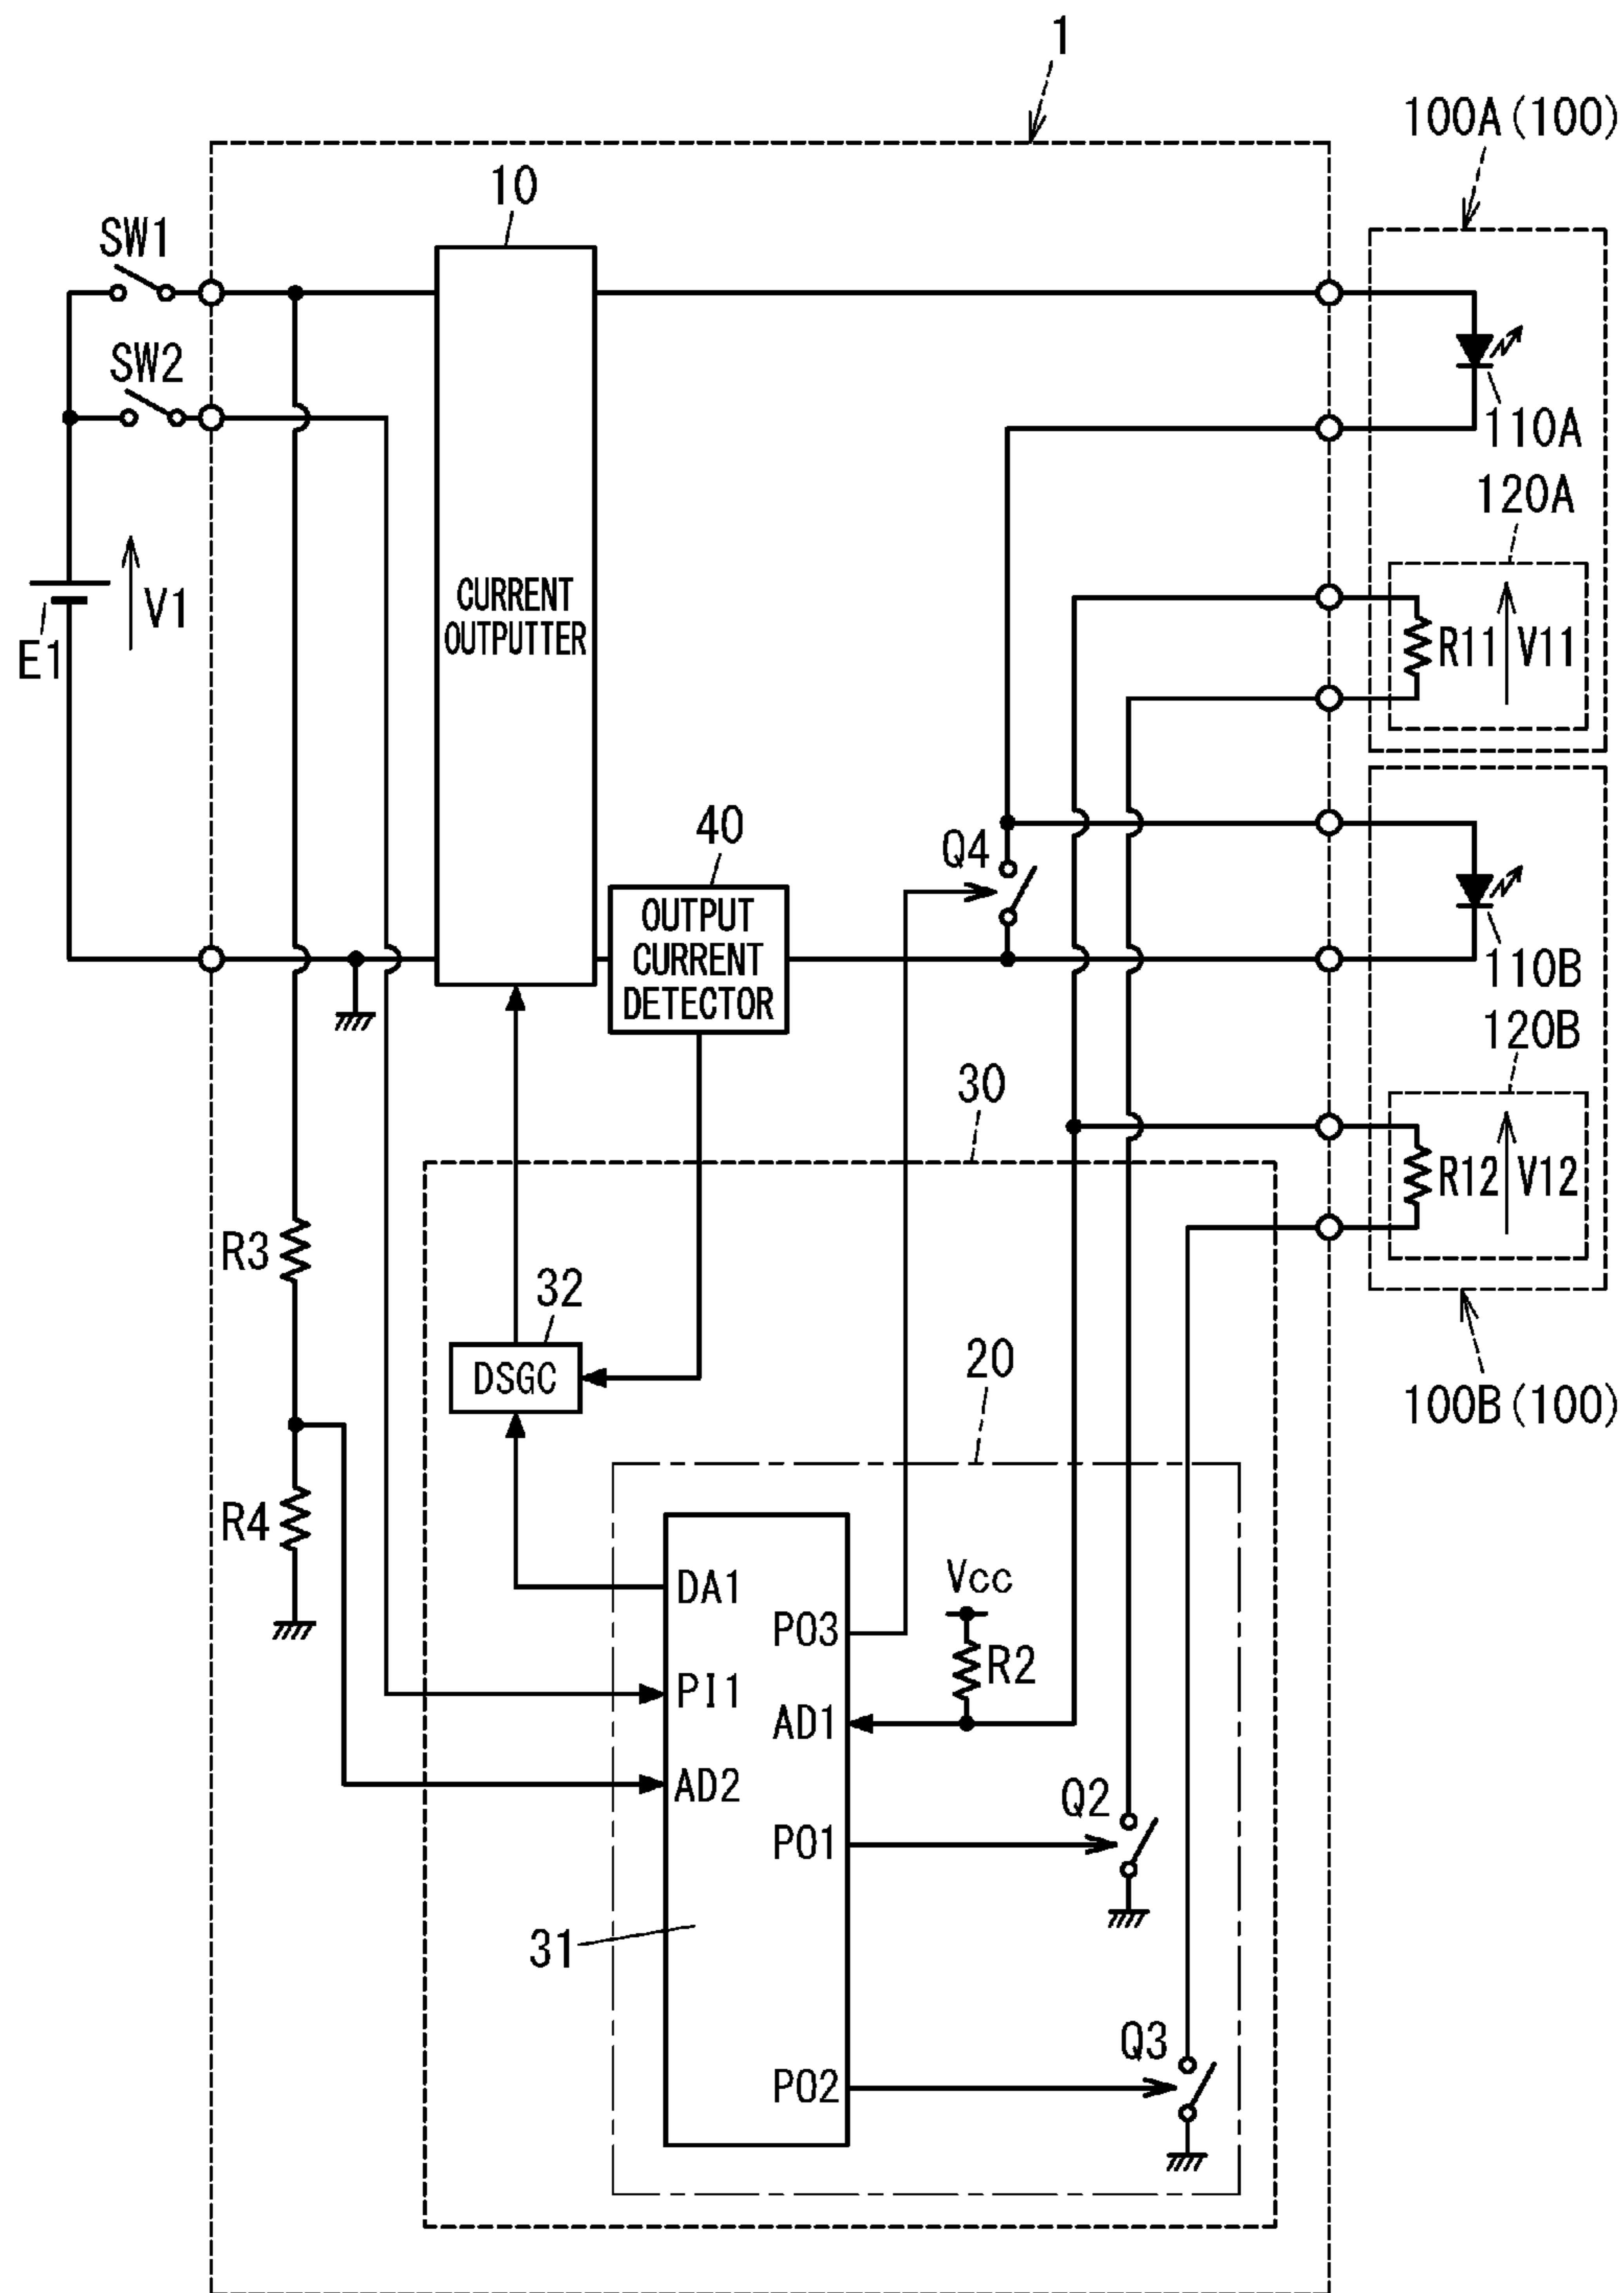 1
100A(100)
10
SW1
SW2
110A
120A
CURRENT
OUTPUTTER
V1
E1
R11
V11
40
Q4
OUTPUT
CURRENT
DETECTOR
110B
120B
30
R12
V12
R3
32
DSGC
20
100B(100)
R4
Vcc
DA1
PO3
R2
PI1
AD1
AD2
Q2
PO1
31
Q3
PO2